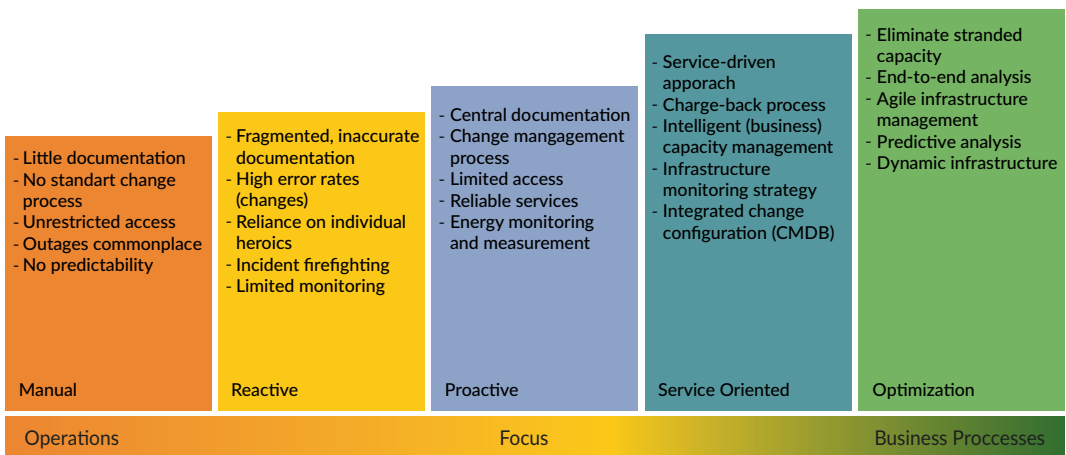 - Little documentation
- No standart change
process
- Unrestricted access
- Outages commonplace
- No predictability
Manual
- Fragmented, inaccurate
documentation
- High error rates
(changes)
- Reliance on individual
heroics
- Incident firefighting
- Limited monitoring
Reactive
- Central documentation
- Change mangagement
process
- Limited access
- Reliable services
- Energy monitoring
and measurement
Proactive
- Service-driven
apporach
- Charge-back process
- Intelligent (business)
capacity management
- Infrastructure
monitoring strategy
- Integrated change
configuration (CMDB)
Service Oriented
- Eliminate stranded
capacity
- End-to-end analysis
- Agile infrastructure
management
- Predictive analysis
- Dynamic infrastructure
Optimization
Operations
Focus
Business Proccesses